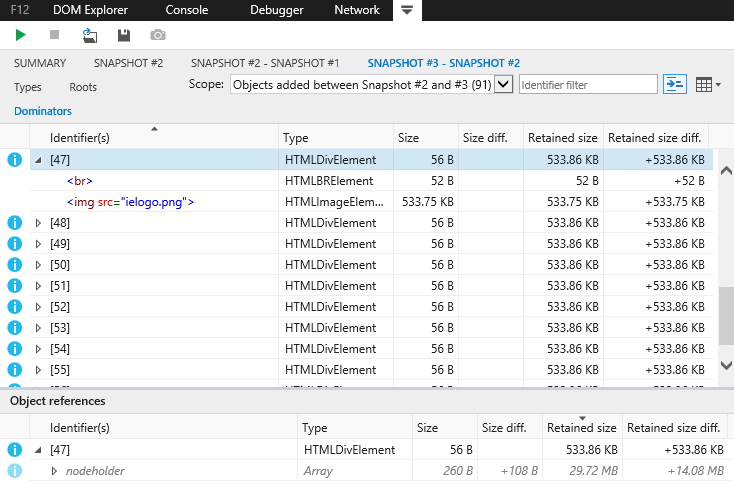 F12 DOM Explorer Console Debugger Network
SUMMARY SNAPSHOT #2 SNAPSHOT #2 - SNAPSHOT #1 SNAPSHOT #3 - SNAPSHOT #2
Types Roots Scope: Objects added between Snapshot #2 and #3 (91) Identifier filter
Dominators
Identifier(s) Type Size Size diff. Retained size Retained size diff.
[47] HTMLDivElement 56 B 533.86 KB +533.86 KB
<br> HTMLBRElement 52 B 52 B +52 B
<img src="ielogo.png"> HTMLImageElem... 533.75 KB 533.75 KB +533.75 KB
[48] HTMLDivElement 56 B 533.86 KB +533.86 KB
[49] HTMLDivElement 56 B 533.86 KB +533.86 KB
[50] HTMLDivElement 56 B 533.86 KB +533.86 KB
[51] HTMLDivElement 56 B 533.86 KB +533.86 KB
[52] HTMLDivElement 56 B 533.86 KB +533.86 KB
[53] HTMLDivElement 56 B 533.86 KB +533.86 KB
[54] HTMLDivElement 56 B 533.86 KB +533.86 KB
[55] HTMLDivElement 56 B 533.86 KB +533.86 KB
Object references
Identifier(s) Type Size Size diff. Retained size Retained size diff.
[47] HTMLDivElement 56 B 533.86 KB +533.86 KB
nodeholder Array 260 B +108 B 29.72 MB +14.08 MB